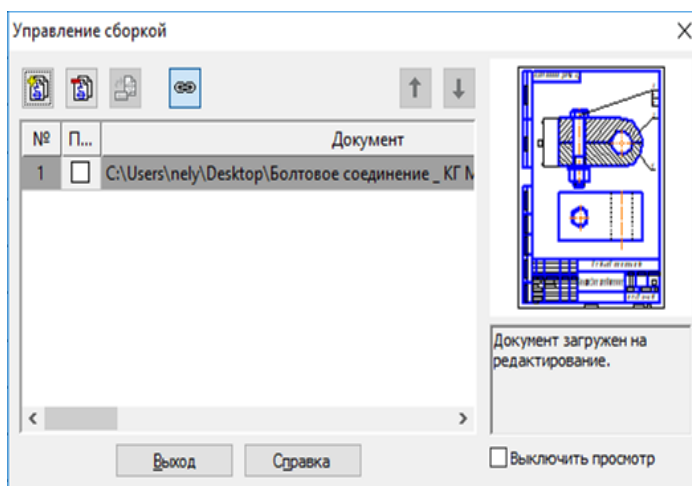 Управление сборкой
№ П... Документ
1 C:\Users\nely\Desktop\Болтовое соединение _ КГ М
Документ загружен на
редактирование.
Выход Справка
Выключить просмотр